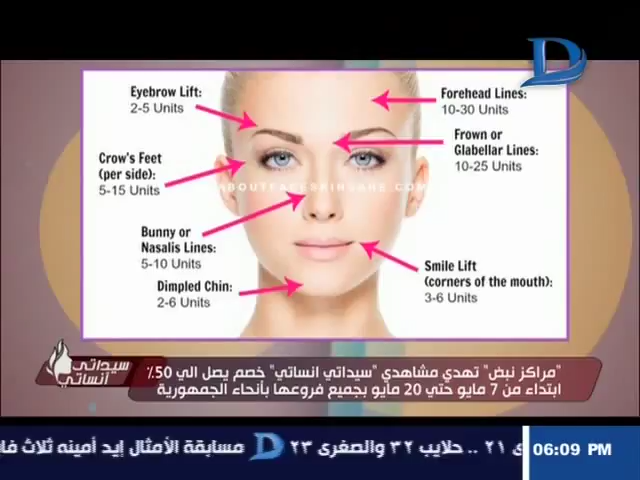 Eyebrow Lift:
2-5 Units
Forehead Lines:
10-30 Units
Frown or
Glabellar Lines:
10-25 Units
Crow's Feet
(per side):
5-15 Units
ABOUTFACESKINCARE.COM
Bunny or
Nasalis Lines:
5-10 Units
Smile Lift
(corners of the mouth):
3-6 Units
Dimpled Chin:
2-6 Units
سيداتي
أنساتي
"مراكز نبض" تهدي مشاهدي "سيداتي انساتي" خصم يصل الي 50٪
ابتداء من 7 مايو حتي 20 مايو بجميع فروعها بأنحاء الجمهورية
ى ٢١ .. حلايب ٣٢ والصغرى ٢٣ D مسابقة الأمثال إيد أمينه ثلاث
06:09 PM